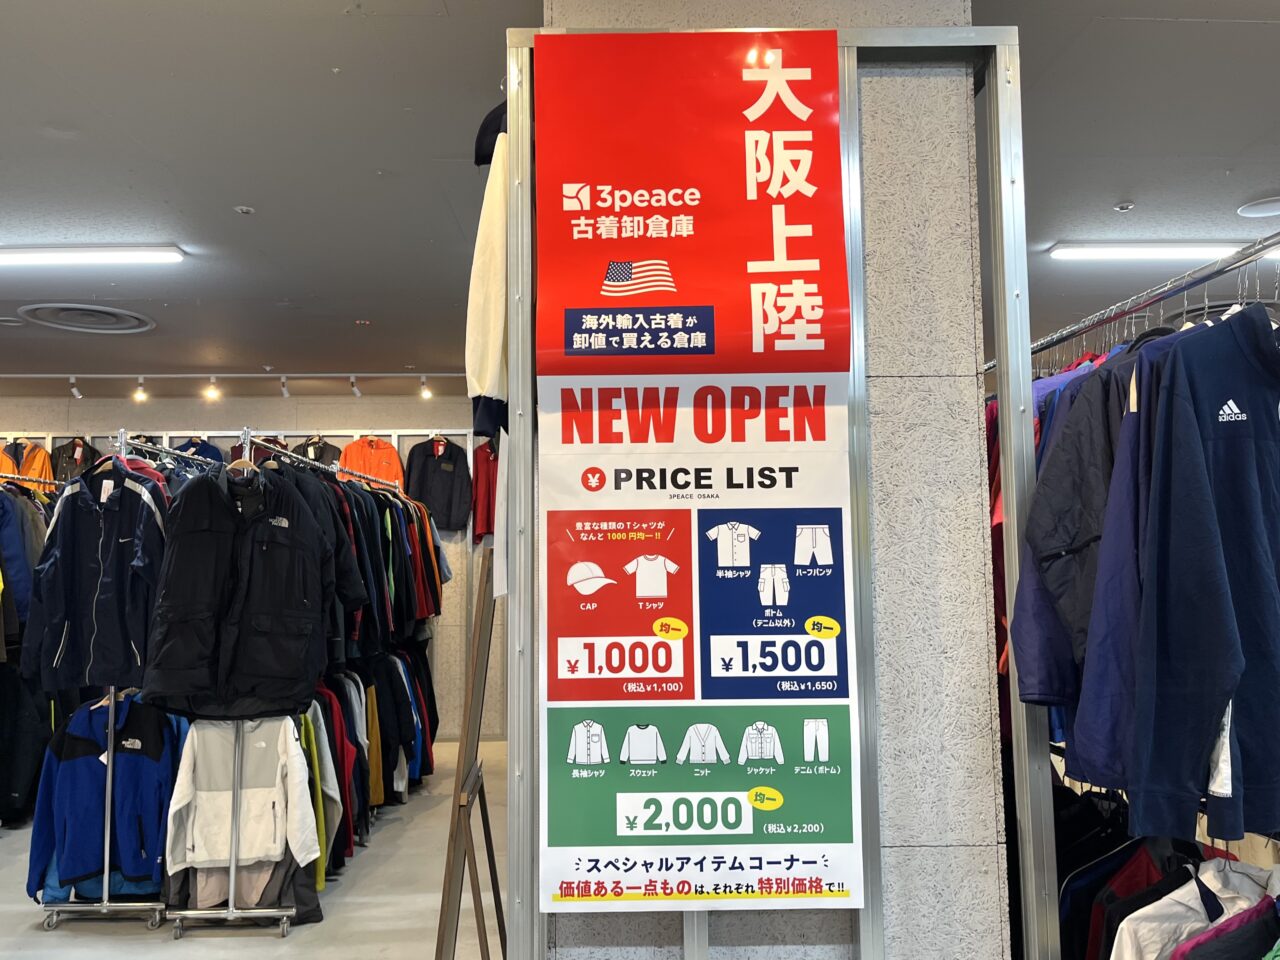 大阪上陸
3peace
古着卸倉庫
海外輸入古着が
卸値で買える倉庫
NEW OPEN
¥ PRICE LIST
3PEACE OSAKA
豊富な種類のTシャツが
なんと1000円均一!!
CAP
Tシャツ
均一
¥1,000
(税込¥1,100)
半袖シャツ
ハーフパンツ
ボトム
(デニム以外)
均一
¥1,500
(税込¥1,650)
長袖シャツ
スウェット
ニット
ジャケット
デニム(ボトム)
均一
¥2,000
(税込¥2,200)
スペシャルアイテムコーナー
価値ある一点ものは、それぞれ特別価格で!!
adidas
THE NORTH FACE